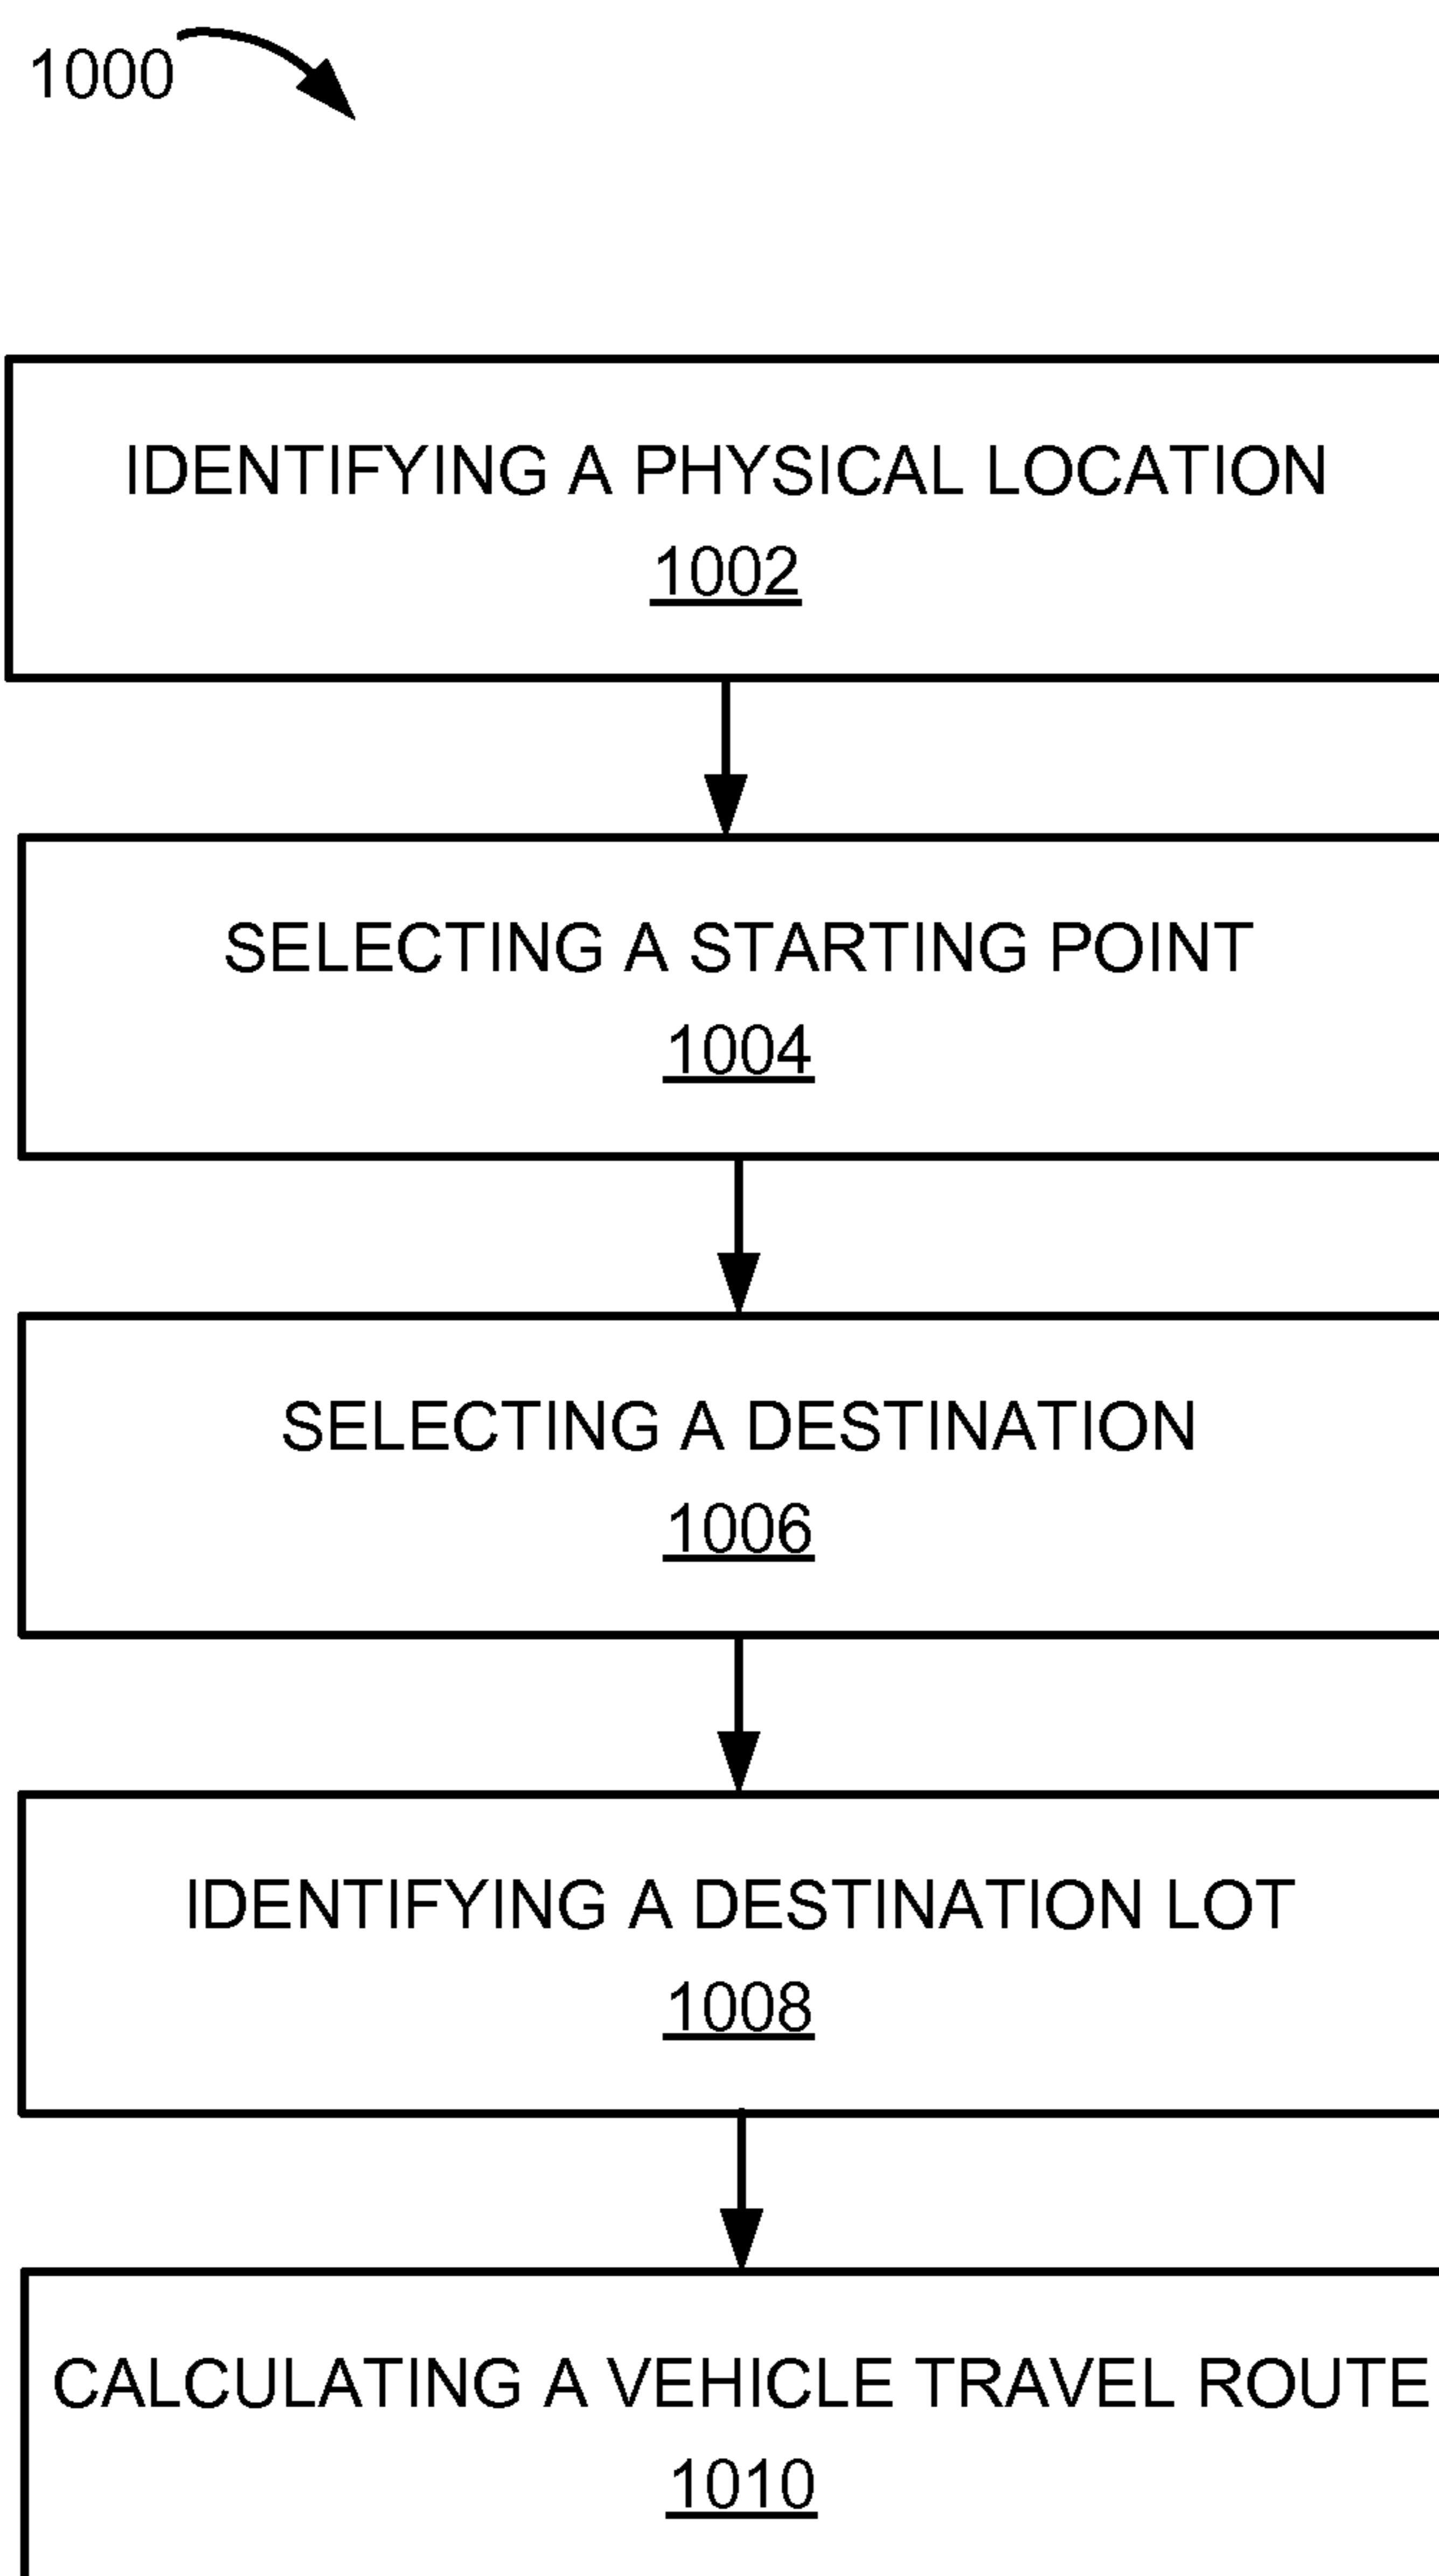 1000
IDENTIFYING A PHYSICAL LOCATION
1002
SELECTING A STARTING POINT
1004
SELECTING A DESTINATION
1006
IDENTIFYING A DESTINATION LOT
1008
CALCULATING A VEHICLE TRAVEL ROUTE
1010